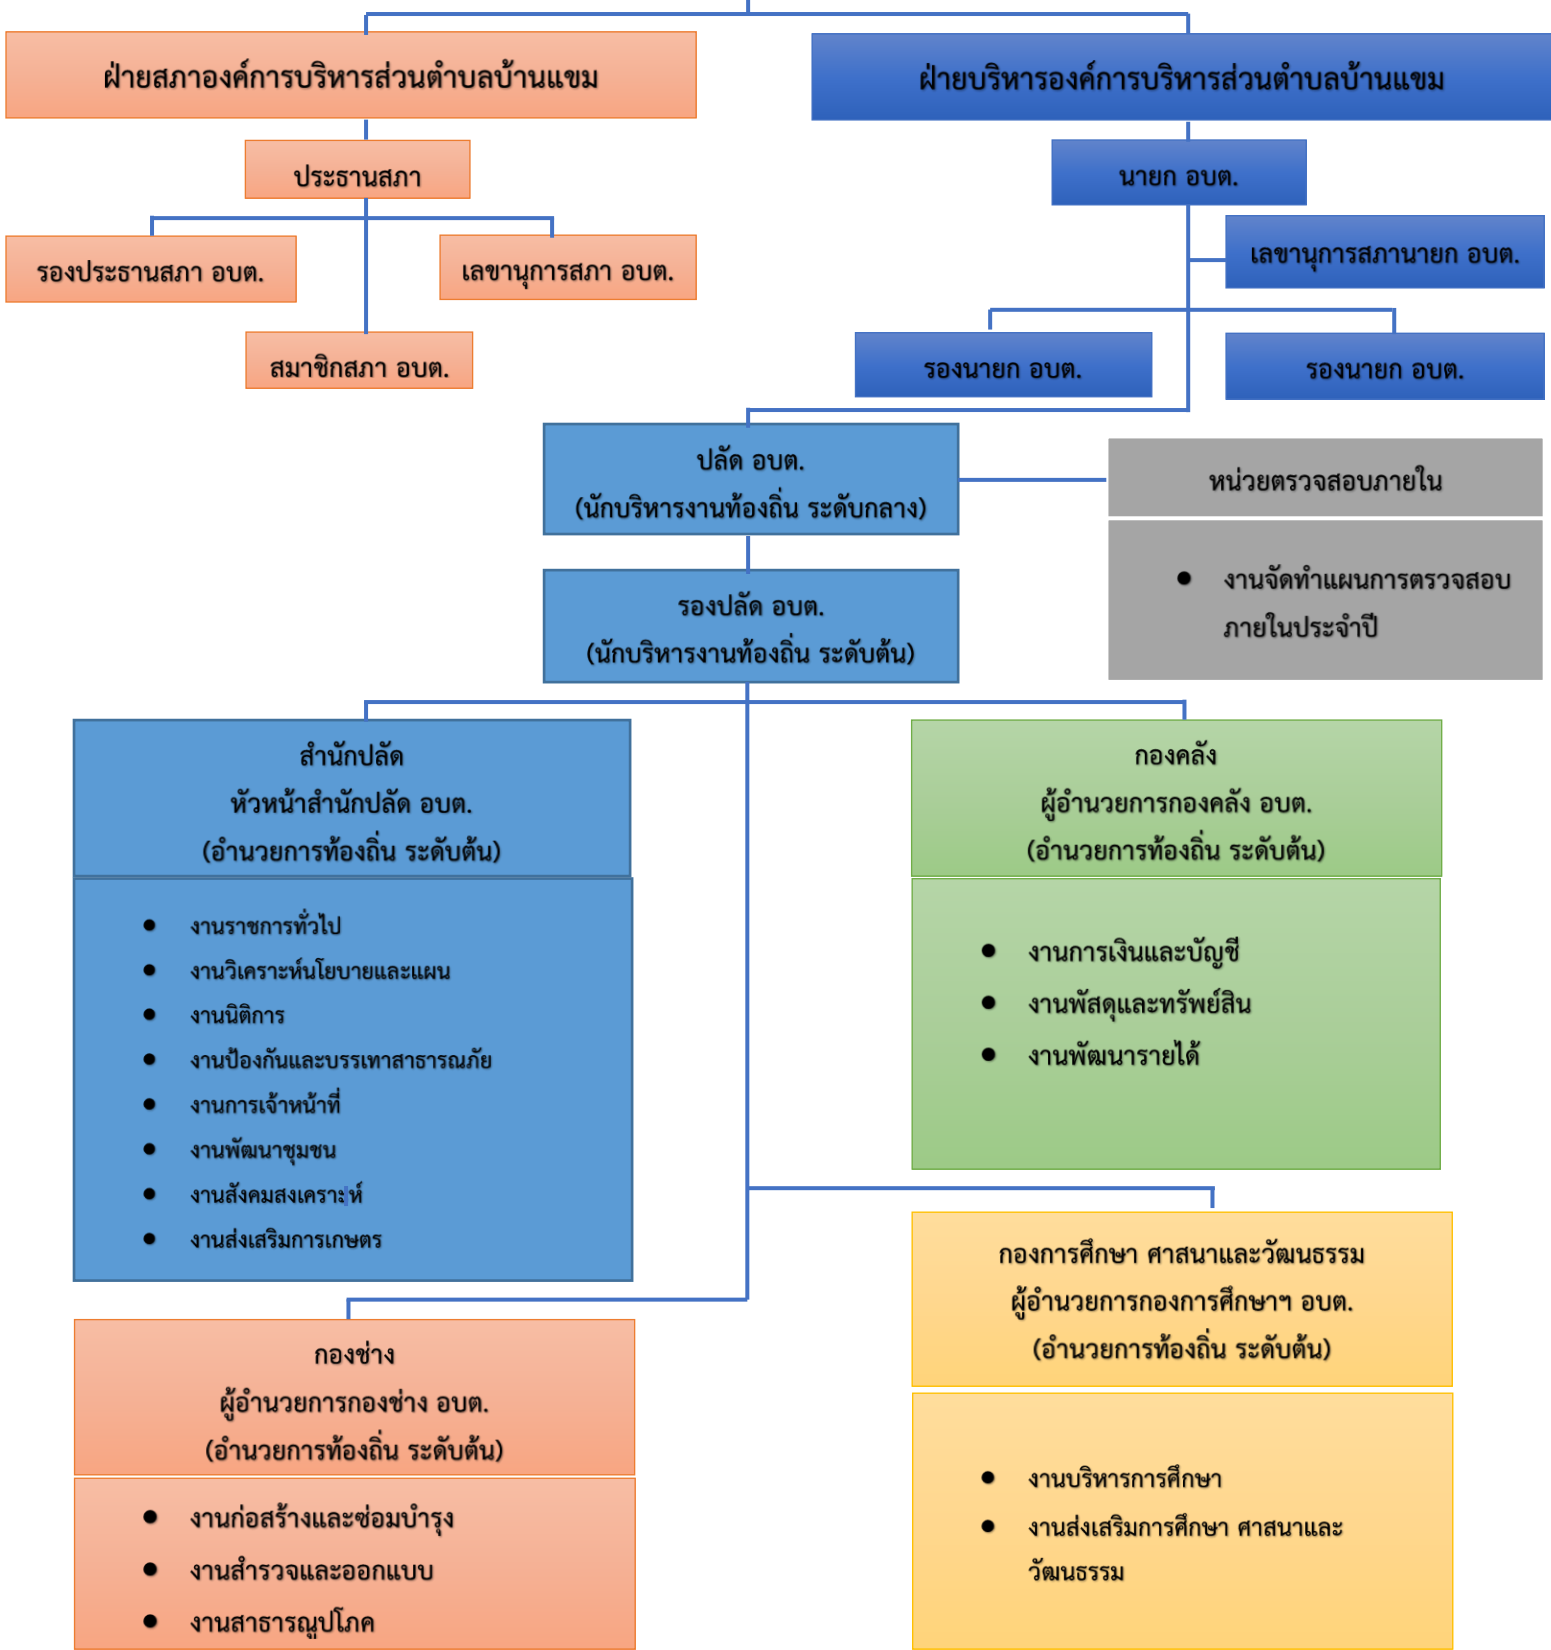 ฝ่ายสภาองค์การบริหารส่วนตำบลบ้านแขม
ฝ่ายบริหารองค์การบริหารส่วนตำบลบ้านแขม
ประธานสภา
นายก อบต.
รองประธานสภา อบต.
เลขานุการสภา อบต.
เลขานุการสภานายก อบต.
สมาชิกสภา อบต.
รองนายก อบต.
รองนายก อบต.
ปลัด อบต.
(นักบริหารงานท้องถิ่น ระดับกลาง)
หน่วยตรวจสอบภายใน
● งานจัดทำแผนการตรวจสอบ
ภายในประจำปี
รองปลัด อบต.
(นักบริหารงานท้องถิ่น ระดับต้น)
สำนักปลัด
หัวหน้าสำนักปลัด อบต.
(อำนวยการท้องถิ่น ระดับต้น)
● งานราชการทั่วไป
● งานวิเคราะห์นโยบายและแผน
● งานนิติการ
● งานป้องกันและบรรเทาสาธารณภัย
● งานการเจ้าหน้าที่
● งานพัฒนาชุมชน
● งานสังคมสงเคราะห์
● งานส่งเสริมการเกษตร
กองคลัง
ผู้อำนวยการกองคลัง อบต.
(อำนวยการท้องถิ่น ระดับต้น)
● งานการเงินและบัญชี
● งานพัสดุและทรัพย์สิน
● งานพัฒนารายได้
กองการศึกษา ศาสนาและวัฒนธรรม
ผู้อำนวยการกองการศึกษาฯ อบต.
(อำนวยการท้องถิ่น ระดับต้น)
● งานบริหารการศึกษา
● งานส่งเสริมการศึกษา ศาสนาและ
วัฒนธรรม
กองช่าง
ผู้อำนวยการกองช่าง อบต.
(อำนวยการท้องถิ่น ระดับต้น)
● งานก่อสร้างและซ่อมบำรุง
● งานสำรวจและออกแบบ
● งานสาธารณูปโภค